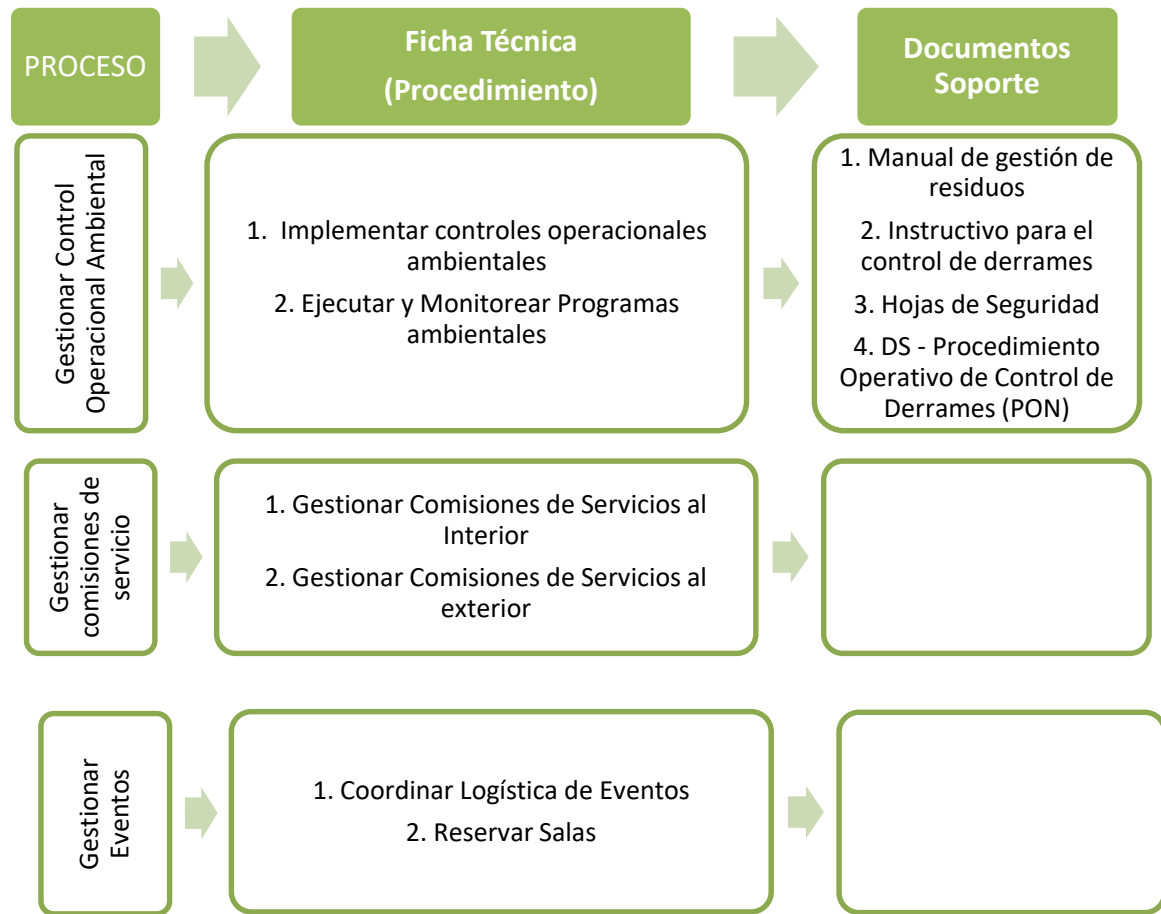 PROCESO
Ficha Técnica
(Procedimiento)
Documentos
Soporte
Gestionar Control
Operacional Ambiental
1. Implementar controles operacionales
ambientales
2. Ejecutar y Monitorear Programas
ambientales
1. Manual de gestión de
residuos
2. Instructivo para el
control de derrames
3. Hojas de Seguridad
4. DS - Procedimiento
Operativo de Control de
Derrames (PON)
Gestionar
comisiones de
servicio
1. Gestionar Comisiones de Servicios al
Interior
2. Gestionar Comisiones de Servicios al
exterior
Gestionar
Eventos
1. Coordinar Logística de Eventos
2. Reservar Salas